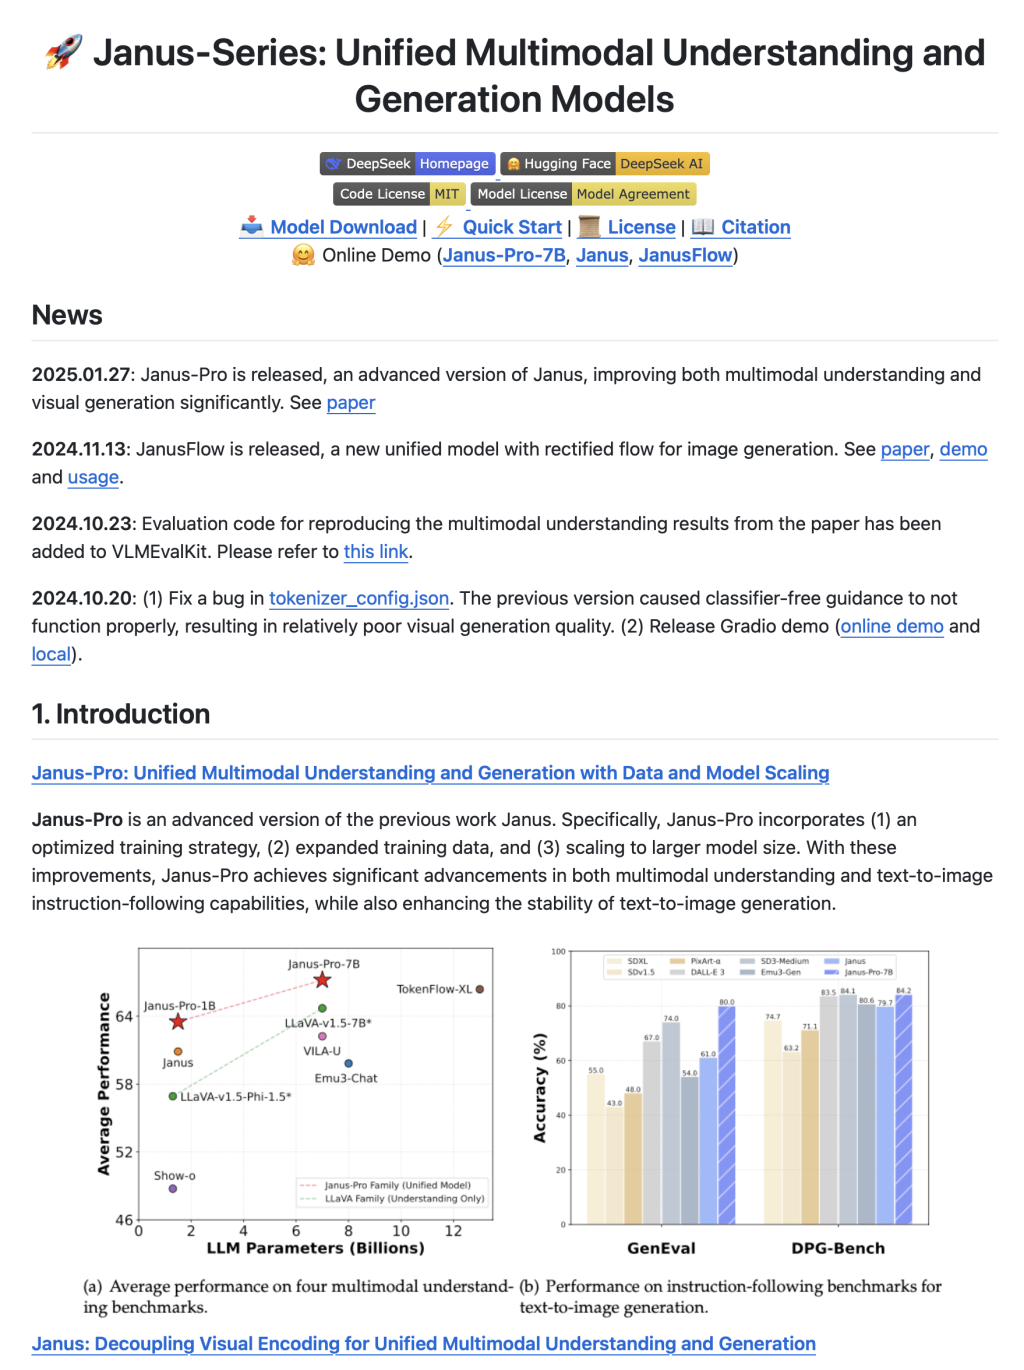 🚀 Janus-Series: Unified Multimodal Understanding and
Generation Models
DeepSeek Homepage Hugging Face DeepSeek AI
Code License MIT Model License Model Agreement
📥 Model Download | ⚡ Quick Start | 📜 License | 📖 Citation
🤗 Online Demo (Janus-Pro-7B, Janus, JanusFlow)
News
2025.01.27: Janus-Pro is released, an advanced version of Janus, improving both multimodal understanding and
visual generation significantly. See paper
2024.11.13: JanusFlow is released, a new unified model with rectified flow for image generation. See paper, demo
and usage.
2024.10.23: Evaluation code for reproducing the multimodal understanding results from the paper has been
added to VLMEvalKit. Please refer to this link.
2024.10.20: (1) Fix a bug in tokenizer_config.json. The previous version caused classifier-free guidance to not
function properly, resulting in relatively poor visual generation quality. (2) Release Gradio demo (online demo and
local).
1. Introduction
Janus-Pro: Unified Multimodal Understanding and Generation with Data and Model Scaling
Janus-Pro is an advanced version of the previous work Janus. Specifically, Janus-Pro incorporates (1) an
optimized training strategy, (2) expanded training data, and (3) scaling to larger model size. With these
improvements, Janus-Pro achieves significant advancements in both multimodal understanding and text-to-image
instruction-following capabilities, while also enhancing the stability of text-to-image generation.
Average Performance
64
58
52
46
Janus-Pro-7B
TokenFlow-XL
Janus-Pro-1B
LLaVA-v1.5-7B*
VILA-U
Janus
Emu3-Chat
LLaVA-v1.5-Phi-1.5*
Show-o
Janus-Pro Family (Unified Model)
LLaVA Family (Understanding Only)
0 2 4 6 8 10 12
LLM Parameters (Billions)
(a) Average performance on four multimodal understand-
ing benchmarks.
Accuracy (%)
100
80
60
40
20
0
SDXL PixArt-α SD3-Medium Janus
SDv1.5 DALL-E 3 Emu3-Gen Janus-Pro-7B
55.0 43.0 48.0 67.0 74.0 54.0 61.0 80.0
74.7 63.2 71.1 83.5 84.1 80.6 79.7 84.2
GenEval DPG-Bench
(b) Performance on instruction-following benchmarks for
text-to-image generation.
Janus: Decoupling Visual Encoding for Unified Multimodal Understanding and Generation